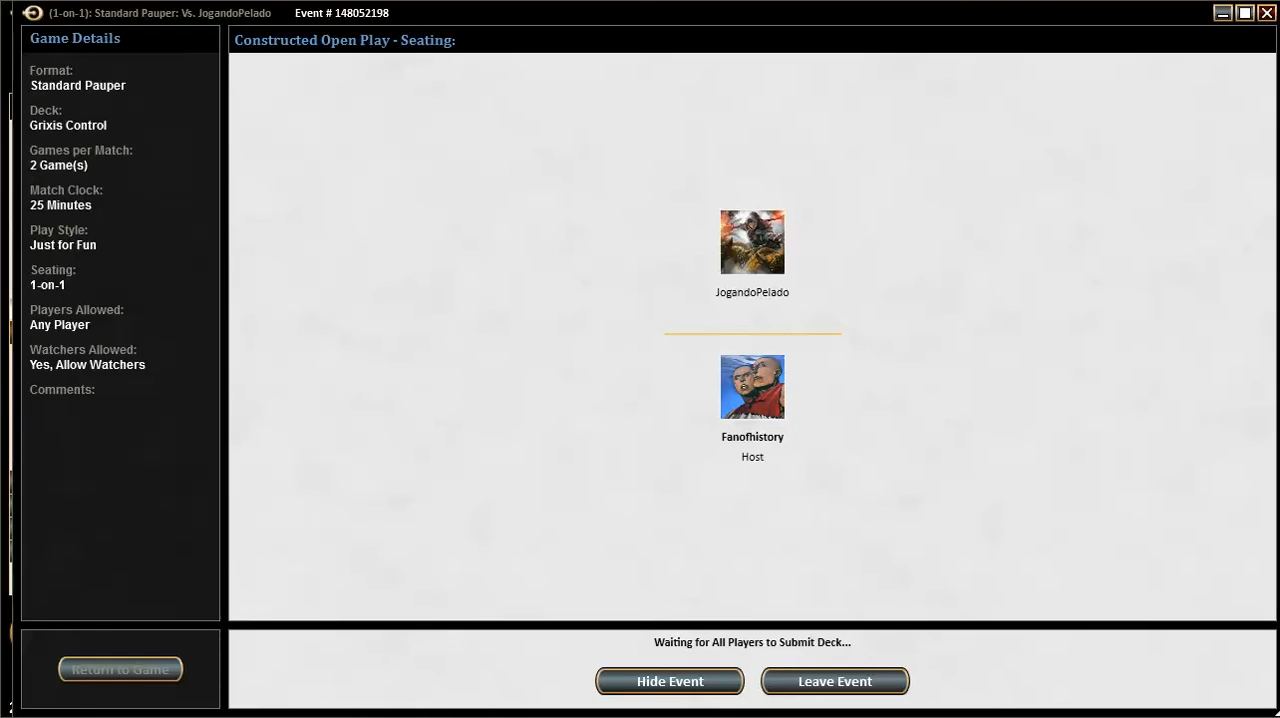 (1-on-1): Standard Pauper: Vs. JogandoPelado Event # 148052198
Game Details
Constructed Open Play - Seating:
Format:
Standard Pauper
Deck:
Grixis Control
Games per Match:
2 Game(s)
Match Clock:
25 Minutes
Play Style:
Just for Fun
Seating:
1-on-1
Players Allowed:
Any Player
Watchers Allowed:
Yes, Allow Watchers
Comments:
JogandoPelado
Fanofhistory
Host
Waiting for All Players to Submit Deck...
Return to Game
Hide Event
Leave Event